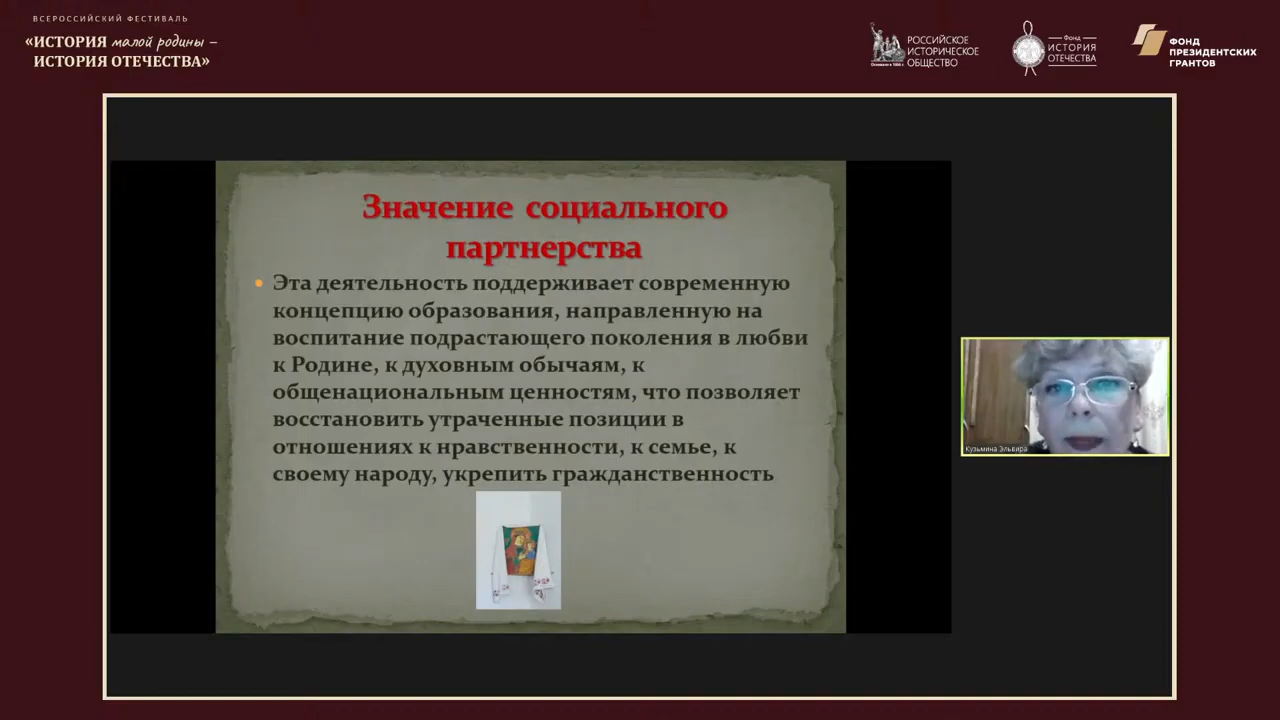 ВСЕРОССИЙСКИЙ ФЕСТИВАЛЬ
«ИСТОРИЯ малой родины –
ИСТОРИЯ ОТЕЧЕСТВА»
РОССИЙСКОЕ
ИСТОРИЧЕСКОЕ
ОБЩЕСТВО
Основано в 1866 г.
Фонд
ИСТОРИЯ
ОТЕЧЕСТВА
ФОНД
ПРЕЗИДЕНТСКИХ
ГРАНТОВ
Значение социального
партнерства
• Эта деятельность поддерживает современную
концепцию образования, направленную на
воспитание подрастающего поколения в любви
к Родине, к духовным обычаям, к
общенациональным ценностям, что позволяет
восстановить утраченные позиции в
отношениях к нравственности, к семье, к
своему народу, укрепить гражданственность
Кузьмина Эльвира